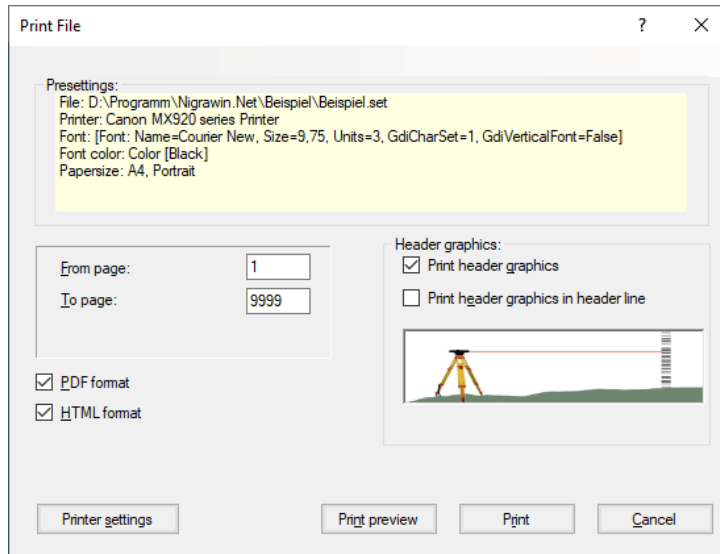 Print File
Presettings:
File: D:\Programm\Nigrawin.Net\Beispiel\Beispiel.set
Printer: Canon MX920 series Printer
Font: [Font: Name=Courier New, Size=9,75, Units=3, GdiCharSet=1, GdiVerticalFont=False]
Font color: Color [Black]
Papersize: A4, Portrait
From page: 1
To page: 9999
PDF format
HTML format
Header graphics:
Print header graphics
Print header graphics in header line
Printer settings
Print preview
Print
Cancel